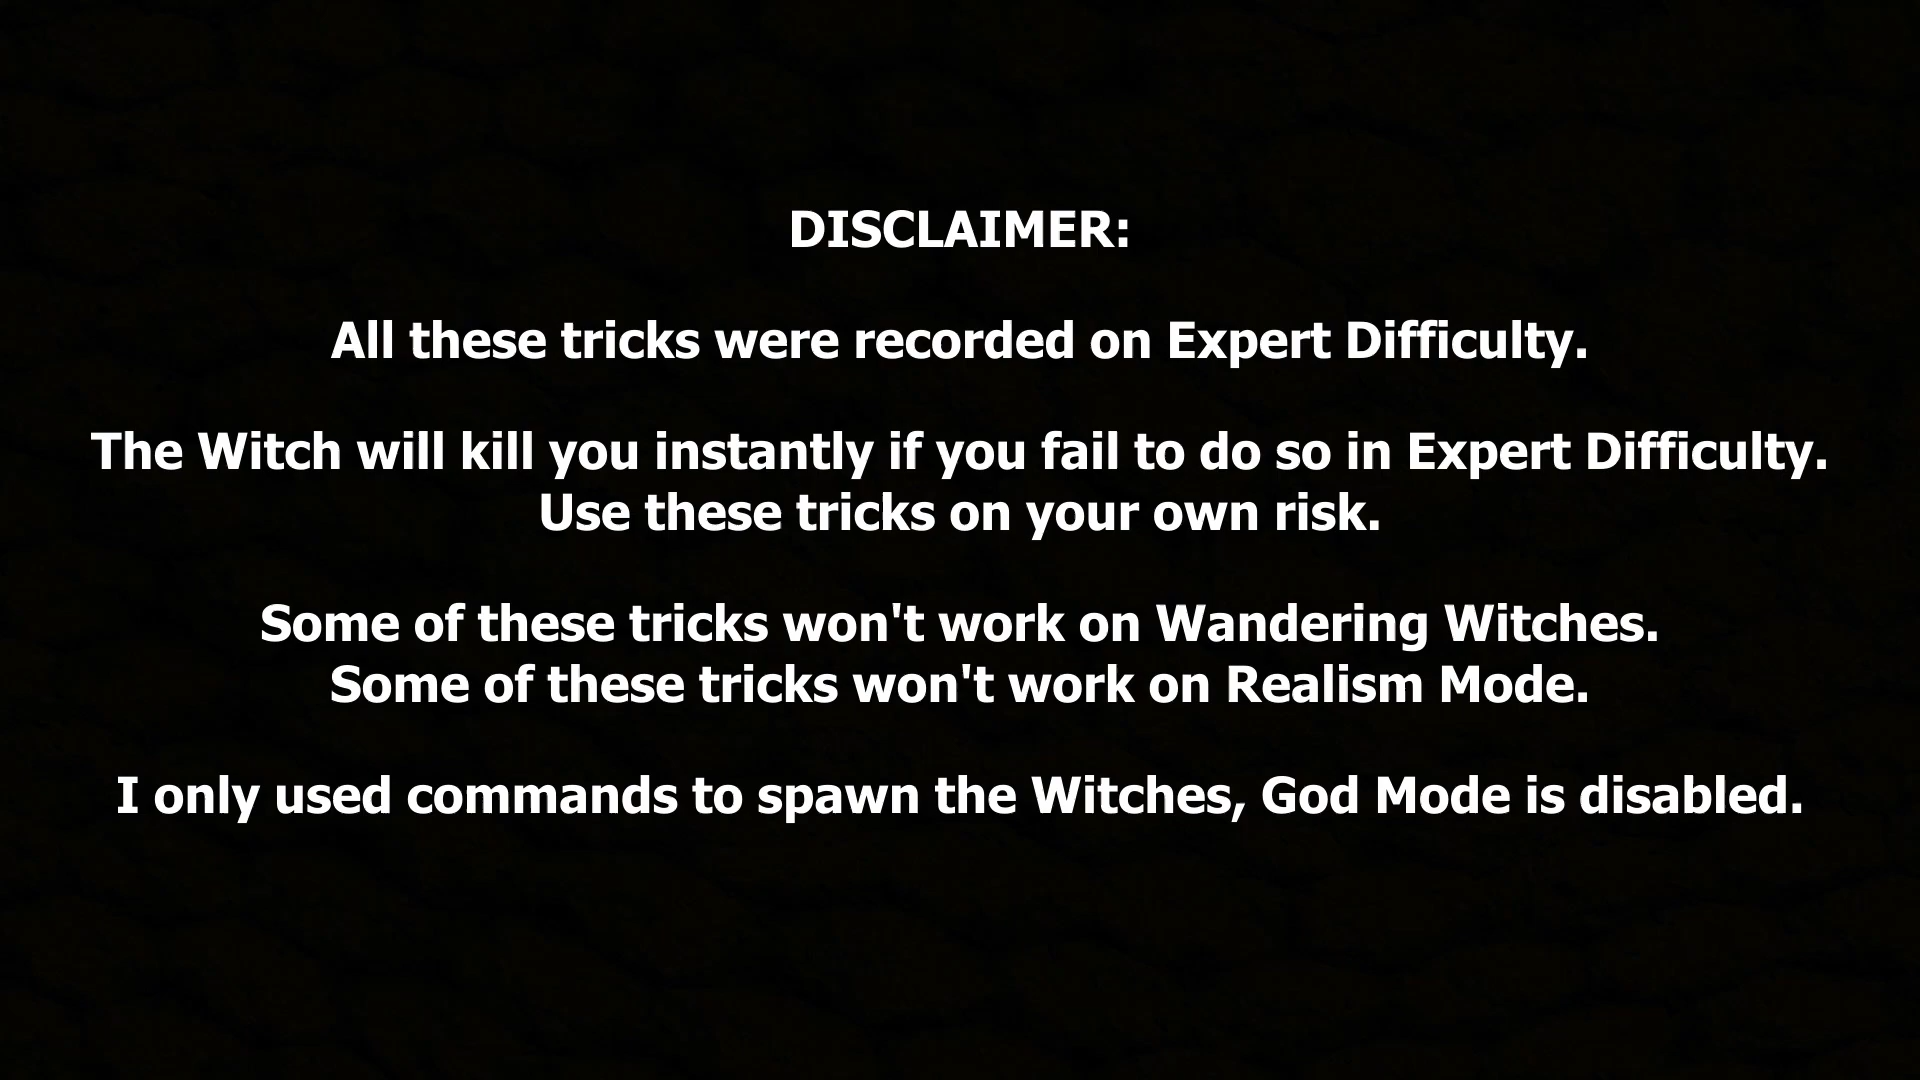 DISCLAIMER:
All these tricks were recorded on Expert Difficulty.
The Witch will kill you instantly if you fail to do so in Expert Difficulty.
Use these tricks on your own risk.
Some of these tricks won't work on Wandering Witches.
Some of these tricks won't work on Realism Mode.
I only used commands to spawn the Witches, God Mode is disabled.